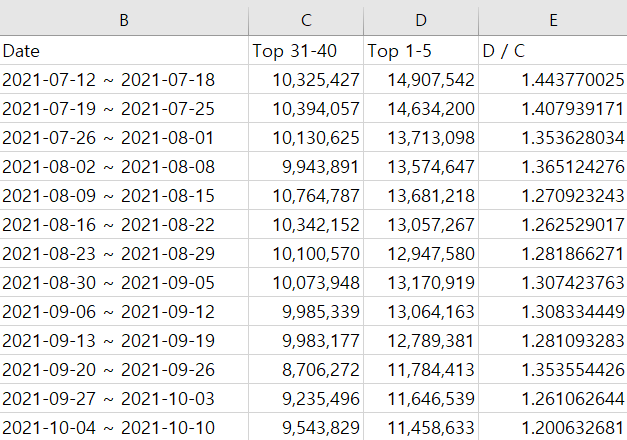 B C D E
Date Top 31-40 Top 1-5 D / C
2021-07-12 ~ 2021-07-18 10,325,427 14,907,542 1.443770025
2021-07-19 ~ 2021-07-25 10,394,057 14,634,200 1.407939171
2021-07-26 ~ 2021-08-01 10,130,625 13,713,098 1.353628034
2021-08-02 ~ 2021-08-08 9,943,891 13,574,647 1.365124276
2021-08-09 ~ 2021-08-15 10,764,787 13,681,218 1.270923243
2021-08-16 ~ 2021-08-22 10,342,152 13,057,267 1.262529017
2021-08-23 ~ 2021-08-29 10,100,570 12,947,580 1.281866271
2021-08-30 ~ 2021-09-05 10,073,948 13,170,919 1.307423763
2021-09-06 ~ 2021-09-12 9,985,339 13,064,163 1.308334449
2021-09-13 ~ 2021-09-19 9,983,177 12,789,381 1.281093283
2021-09-20 ~ 2021-09-26 8,706,272 11,784,413 1.353554426
2021-09-27 ~ 2021-10-03 9,235,496 11,646,539 1.261062644
2021-10-04 ~ 2021-10-10 9,543,829 11,458,633 1.200632681